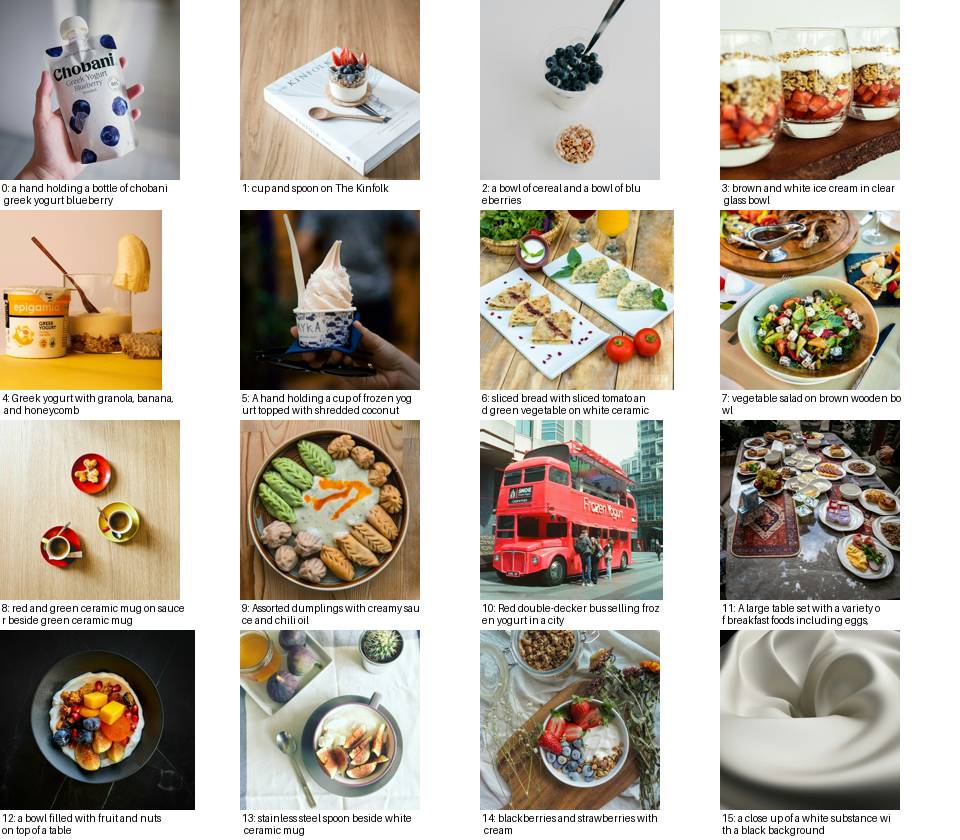 Chobani
Greek Yogurt
Blueberry
0: a hand holding a bottle of chobani
greek yogurt blueberry
KINFOLK
1: cup and spoon on The Kinfolk
2: a bowl of cereal and a bowl of blu
eberries
3: brown and white ice cream in clear
glass bowl
epigamia
GREEK
YOGURT
4: Greek yogurt with granola, banana,
and honeycomb
5: A hand holding a cup of frozen yog
urt topped with shredded coconut
6: sliced bread with sliced tomato an
d green vegetable on white ceramic
7: vegetable salad on brown wooden bo
wl
8: red and green ceramic mug on sauce
r beside green ceramic mug
9: Assorted dumplings with creamy sau
ce and chili oil
SNOG
Frozen Yogurt
10: Red double-decker bus selling froz
en yogurt in a city
11: A large table set with a variety o
f breakfast foods including eggs,
12: a bowl filled with fruit and nuts
on top of a table
13: stainless steel spoon beside white
ceramic mug
14: blackberries and strawberries with
cream
15: a close up of a white substance wi
th a black background